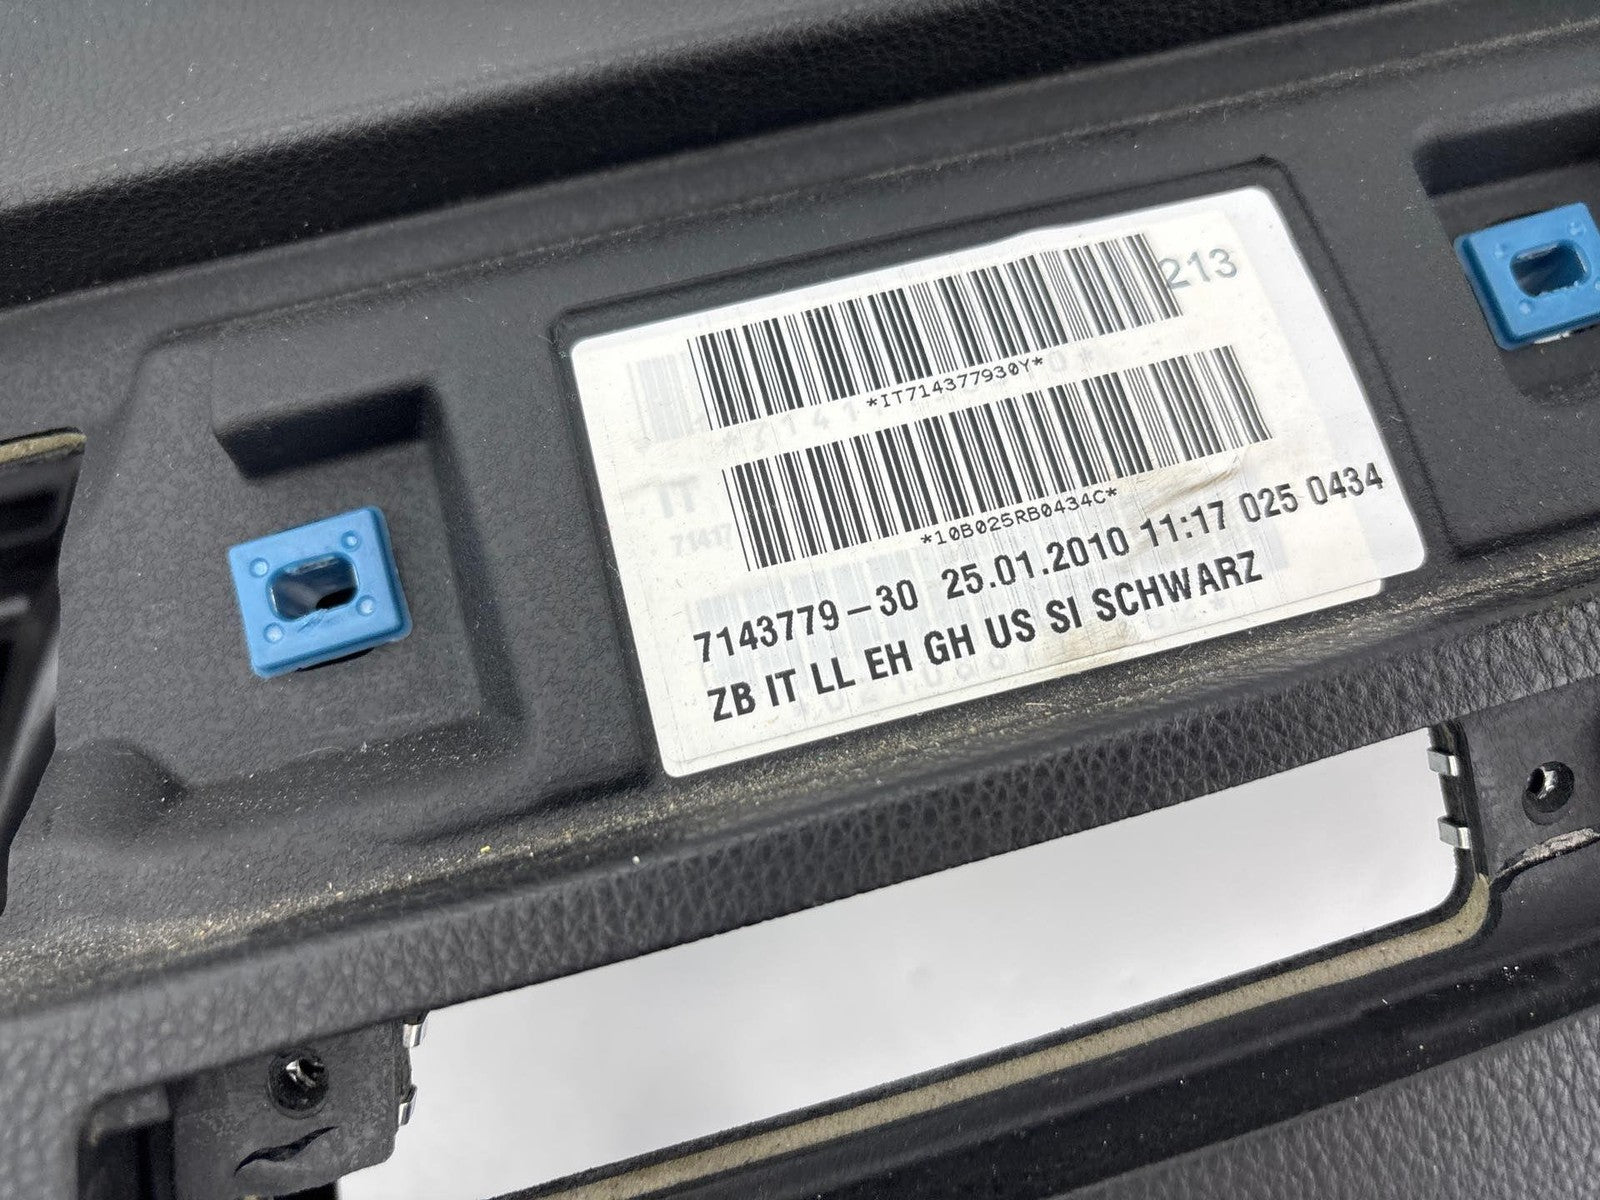 213
*IT714377930Y*
*10B025RB0434C*
7143779-30 25.01.2010 11:17 025 0434
ZB IT LL EH GH US SI SCHWARZ
IT